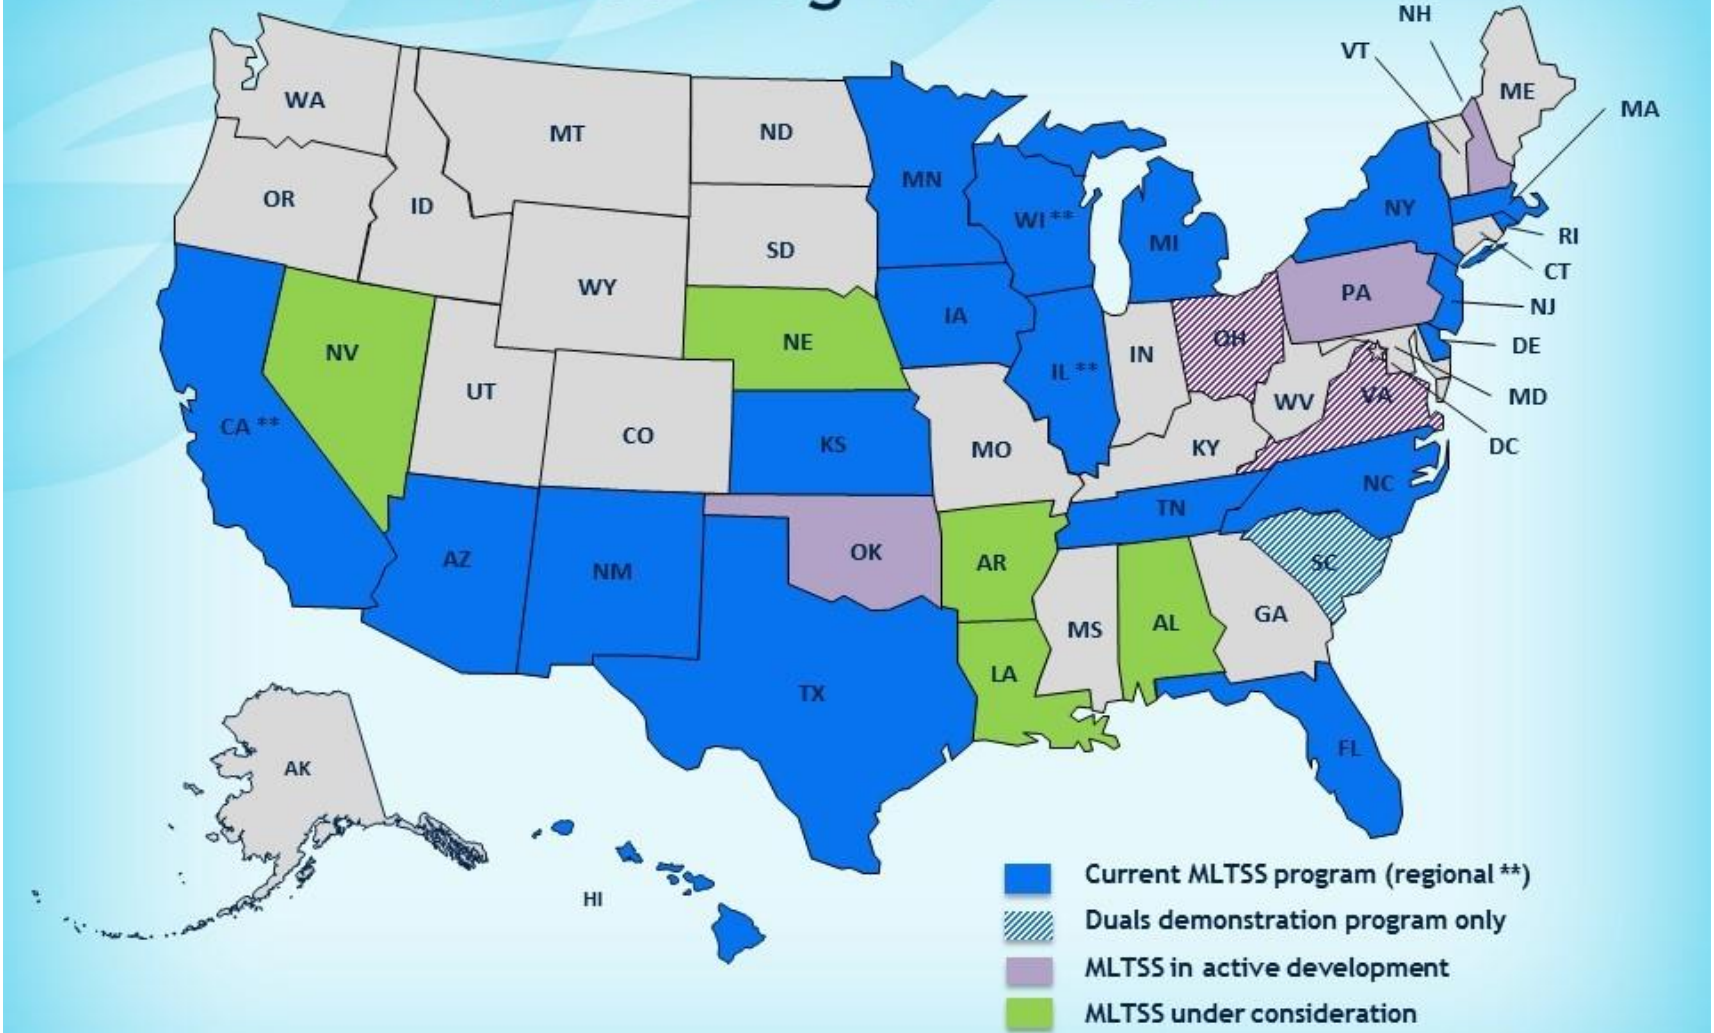 NH
VT
ME
WA
MA
MT
ND
MN
OR
ID
NY
WI **
RI
MI
SD
CT
WY
PA
NJ
IA
OH
NV
NE
DE
IN
IL **
UT
MD
VA
WV
CA **
CO
KS
MO
KY
DC
NC
TN
OK
AZ
NM
AR
SC
GA
MS
AL
LA
TX
FL
AK
HI
Current MLTSS program (regional **)
Duals demonstration program only
MLTSS in active development
MLTSS under consideration